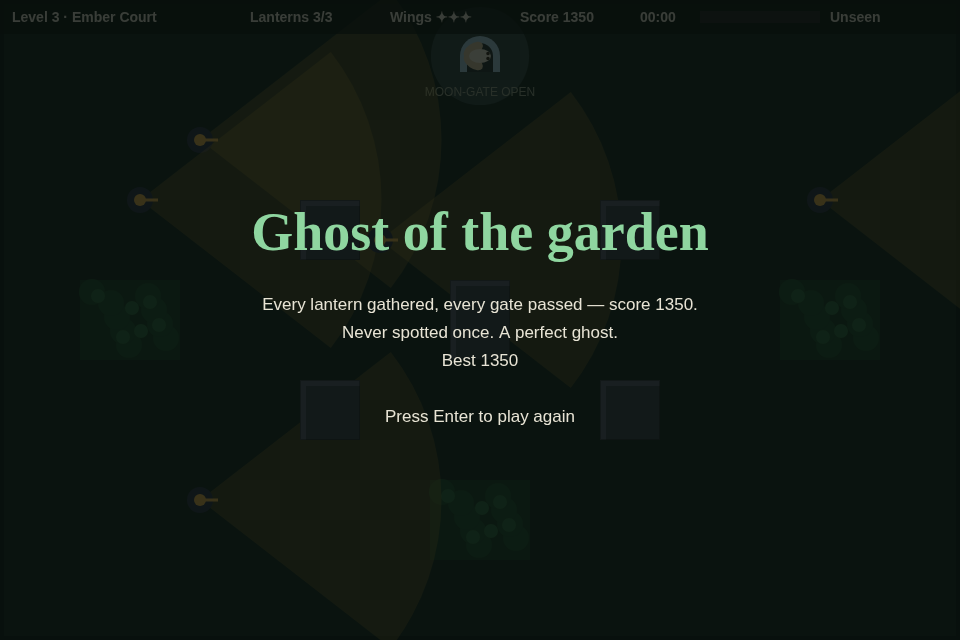 Level 3 · Ember Court Lanterns 3/3 Wings ✦✦✦ Score 1350 00:00 Unseen
MOON-GATE OPEN
Ghost of the garden
Every lantern gathered, every gate passed — score 1350.
Never spotted once. A perfect ghost.
Best 1350
Press Enter to play again